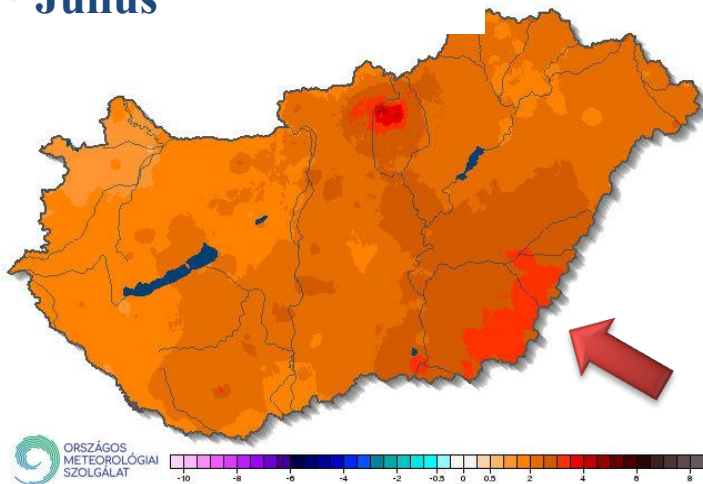 Július
ORSZÁGOS
METEOROLÓGIAI
SZOLGÁLAT
-10 -8 -6 -4 -2 -0.5 0 0.5 2 4 6 8